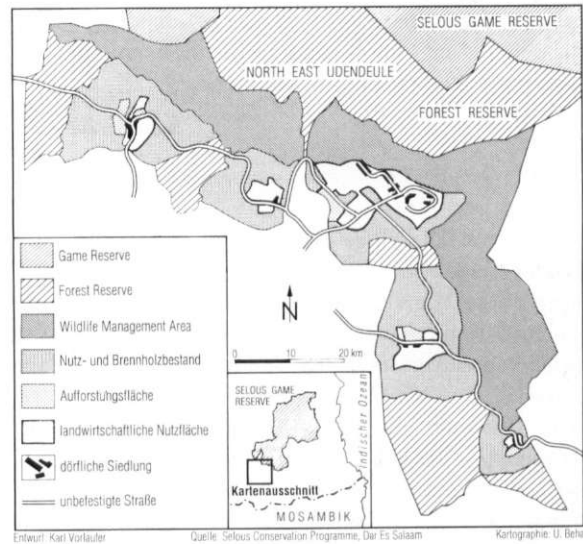 SELOUS GAME RESERVE
NORTH EAST UDENDEULE
FOREST RESERVE
Game Reserve
Forest Reserve
Wildlife Management Area
Nutz- und Brennholzbestand
Aufforstungsfläche
landwirtschaftliche Nutzfläche
dörfliche Siedlung
unbefestigte Straße
N
0 10 20 km
SELOUS GAME
RESERVE
Indischer Ozean
Kartenausschnitt
MOSAMBIK
Entwurf: Karl Vorlaufer
Quelle: Selous Conservation Programme, Dar Es Salaam
Kartographie: U. Beha